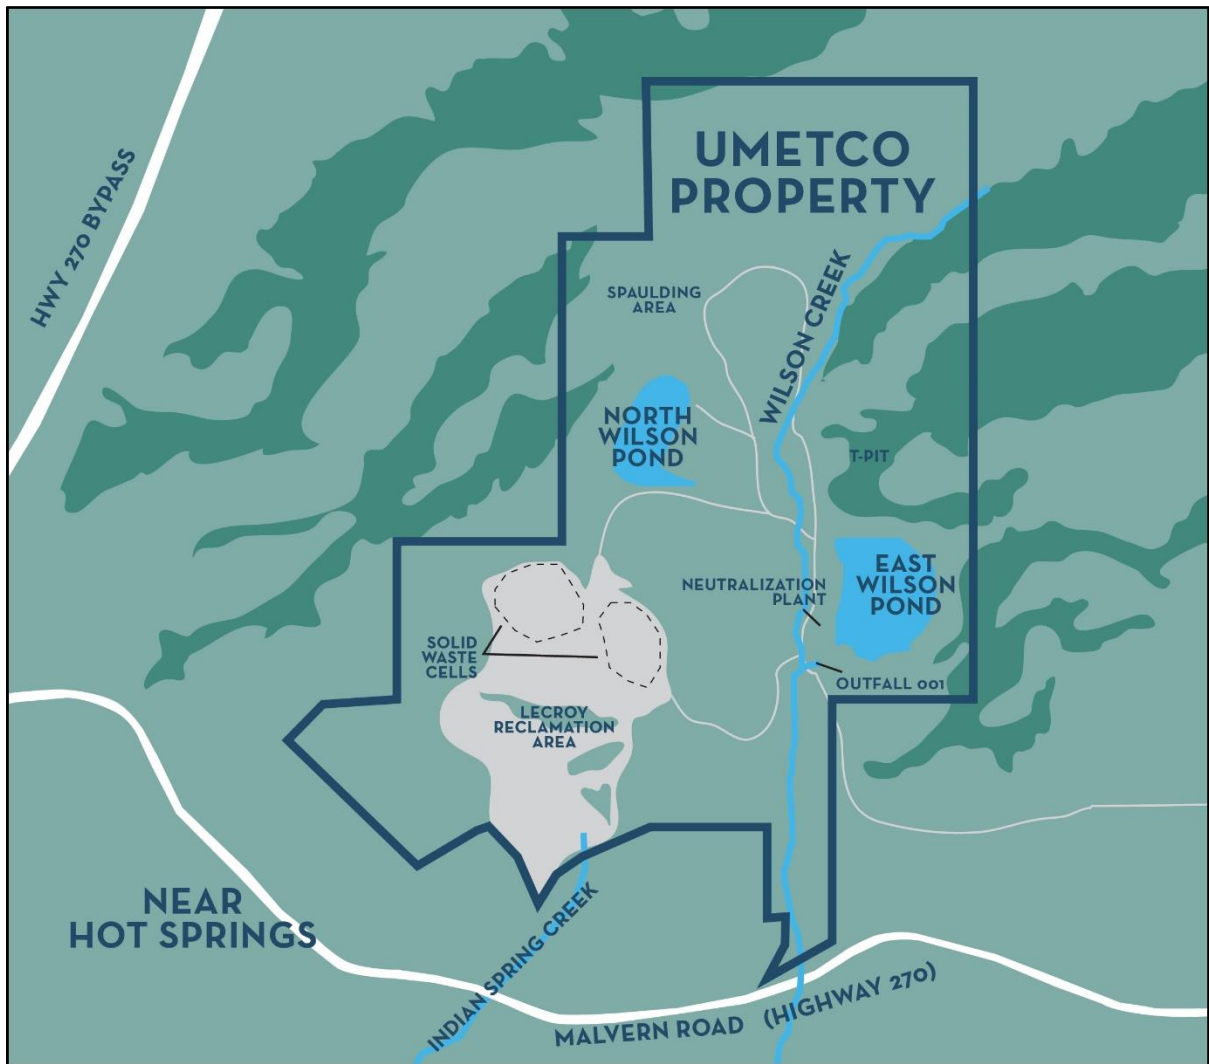 UMETCO
PROPERTY
HWY 270 BYPASS
SPAULDING
AREA
WILSON CREEK
NORTH
WILSON
POND
T-PIT
EAST
WILSON
POND
NEUTRALIZATION
PLANT
SOLID
WASTE
CELLS
OUTFALL 001
LECROY
RECLAMATION
AREA
NEAR
HOT SPRINGS
INDIAN SPRING CREEK
MALVERN ROAD (HIGHWAY 270)